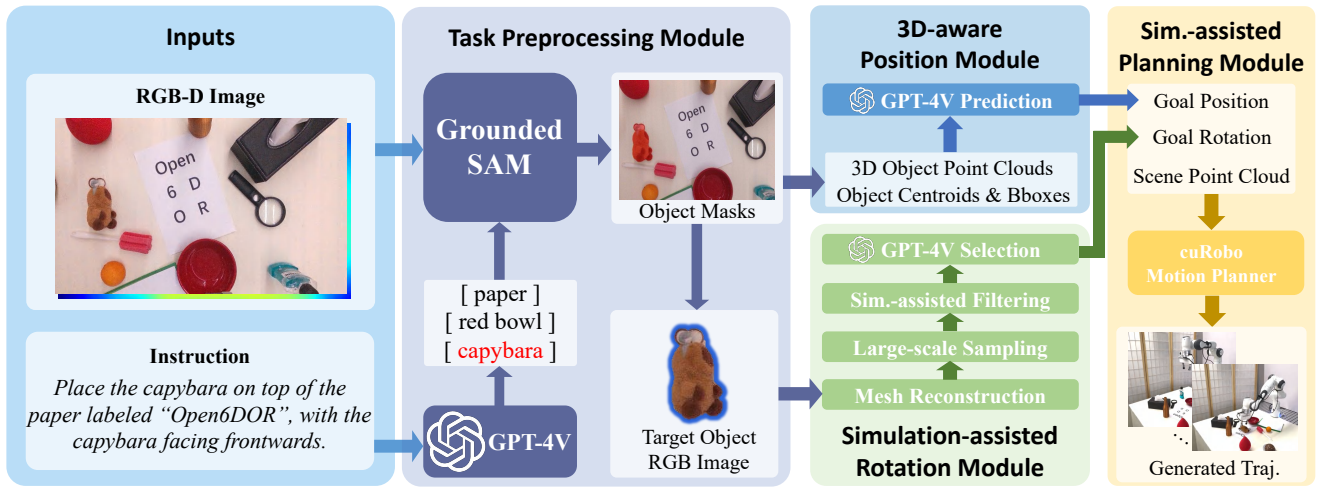 Inputs
RGB-D Image
Open
6 D
O R
Instruction
Place the capybara on top of the
paper labeled “Open6DOR”, with the
capybara facing frontwards.
Task Preprocessing Module
Grounded
SAM
[ paper ]
[ red bowl ]
[ capybara ]
GPT-4V
Open
6 D
O R
Object Masks
Target Object
RGB Image
3D-aware
Position Module
GPT-4V Prediction
3D Object Point Clouds
Object Centroids & Bboxes
GPT-4V Selection
Sim.-assisted Filtering
Large-scale Sampling
Mesh Reconstruction
Simulation-assisted
Rotation Module
Sim.-assisted
Planning Module
Goal Position
Goal Rotation
Scene Point Cloud
cuRobo
Motion Planner
...
Generated Traj.